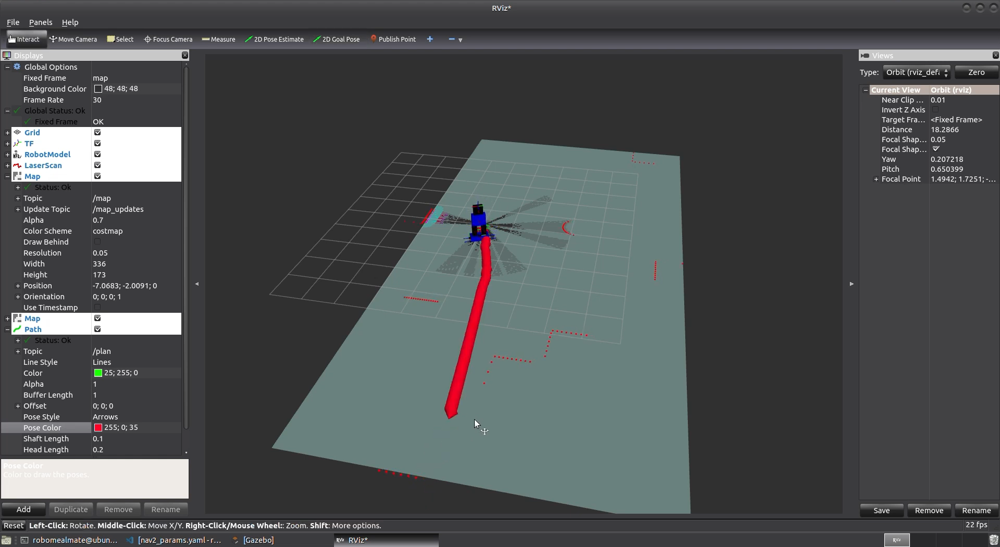 RViz*
File Panels Help
Interact Move Camera Select Focus Camera Measure 2D Pose Estimate 2D Goal Pose Publish Point
Displays
Global Options
Fixed Frame map
Background Color 48; 48; 48
Frame Rate 30
Global Status: Ok
Fixed Frame OK
Grid
TF
RobotModel
LaserScan
Map
Status: Ok
Topic /map
Update Topic /map_updates
Alpha 0.7
Color Scheme costmap
Draw Behind
Resolution 0.05
Width 336
Height 173
Position -7.0683; -2.0091; 0
Orientation 0; 0; 0; 1
Use Timestamp
Map
Path
Status: Ok
Topic /plan
Line Style Lines
Color 25; 255; 0
Alpha 1
Buffer Length 1
Offset 0; 0; 0
Pose Style Arrows
Pose Color 255; 0; 35
Shaft Length 0.1
Head Length 0.2
Pose Color
Color to draw the poses.
Add Duplicate Remove Rename
Views
Type: Orbit (rviz_defa Zero
Current View Orbit (rviz)
Near Clip ... 0.01
Invert Z Axis
Target Fra... <Fixed Frame>
Distance 18.2866
Focal Shap... 0.05
Focal Shap...
Yaw 0.207218
Pitch 0.650399
Focal Point 1.4942; 1.7251; -...
Save Remove Rename
Reset Left-Click: Rotate. Middle-Click: Move X/Y. Right-Click/Mouse Wheel:: Zoom. Shift: More options. 22 fps
robomealmate@ubun... [nav2_params.yaml - r... [Gazebo] RViz RViz* RViz